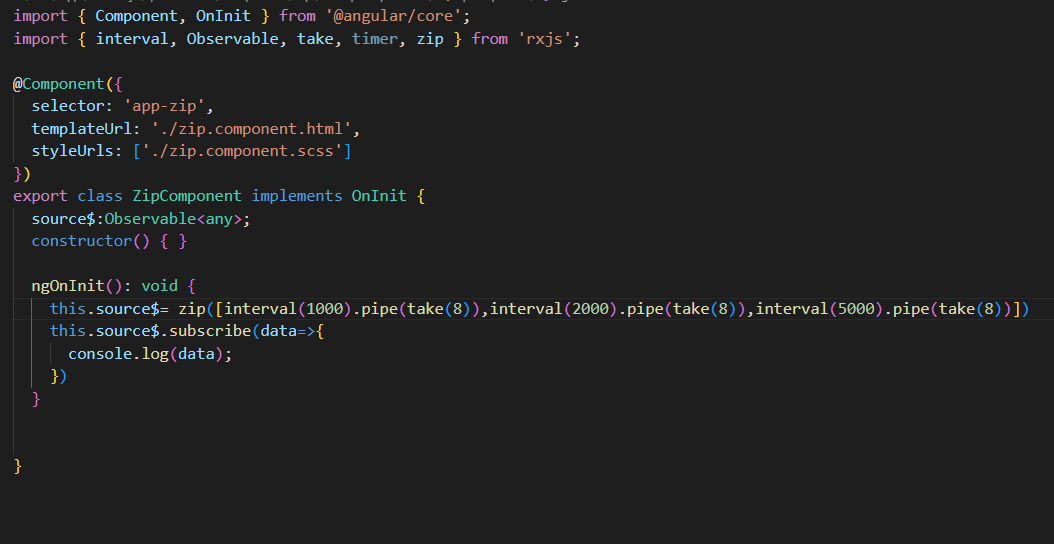 import { Component, OnInit } from '@angular/core';
import { interval, Observable, take, timer, zip } from 'rxjs';
@Component({
selector: 'app-zip',
templateUrl: './zip.component.html',
styleUrls: ['./zip.component.scss']
})
export class ZipComponent implements OnInit {
source$:Observable<any>;
constructor() { }
ngOnInit(): void {
this.source$= zip([interval(1000).pipe(take(8)),interval(2000).pipe(take(8)),interval(5000).pipe(take(8))])
this.source$.subscribe(data=>{
console.log(data);
})
}
}